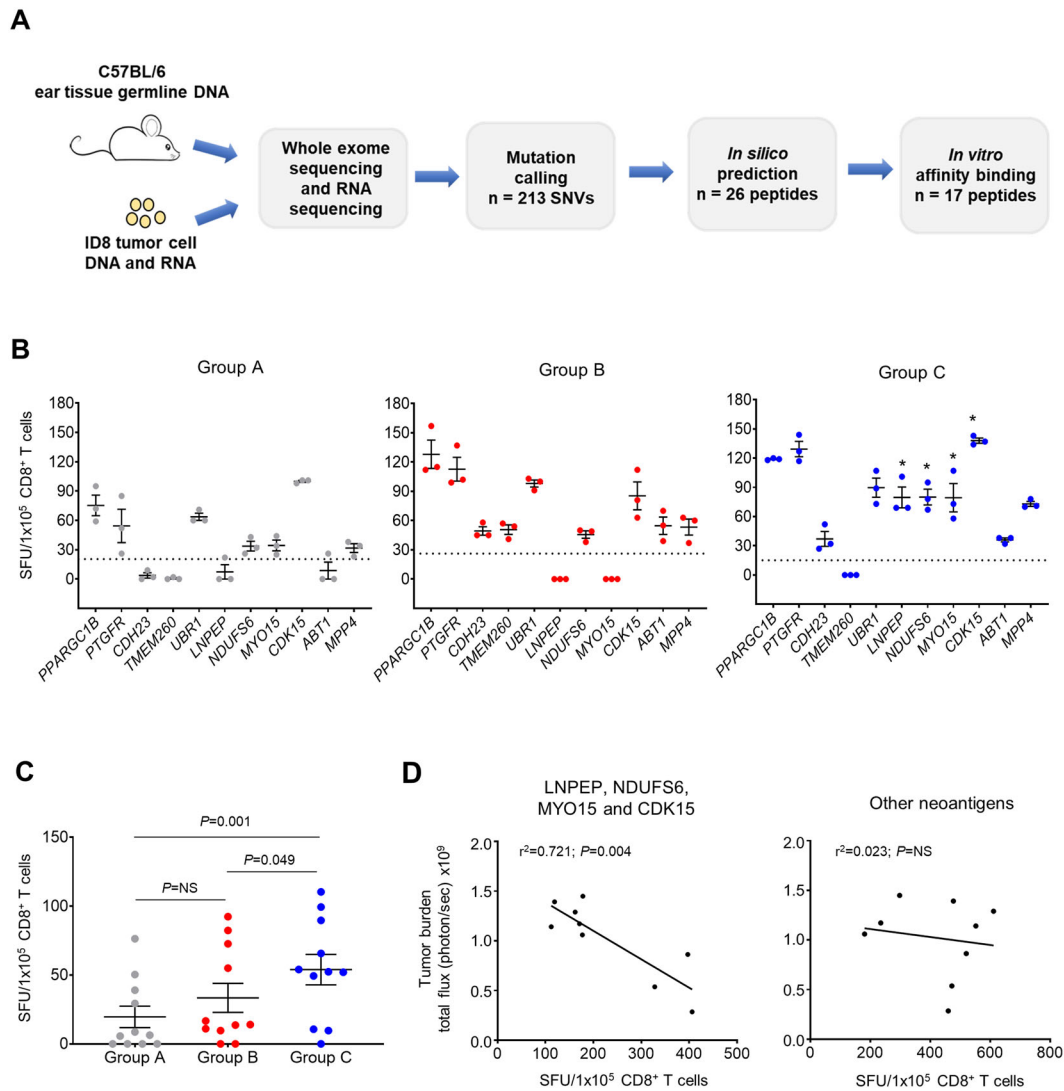 A
C57BL/6
ear tissue germline DNA
ID8 tumor cell
DNA and RNA
Whole exome
sequencing
and RNA
sequencing
Mutation
calling
n = 213 SNVs
In silico
prediction
n = 26 peptides
In vitro
affinity binding
n = 17 peptides
B
SFU/1x10⁵ CD8⁺ T cells
Group A
180
150
120
90
60
30
0
PPARGC1B
PTGFR
CDH23
TMEM260
UBR1
LNPEP
NDUFS6
MYO15
CDK15
ABT1
MPP4
Group B
180
150
120
90
60
30
0
PPARGC1B
PTGFR
CDH23
TMEM260
UBR1
LNPEP
NDUFS6
MYO15
CDK15
ABT1
MPP4
Group C
180
150
120
90
60
30
0
* * * *
PPARGC1B
PTGFR
CDH23
TMEM260
UBR1
LNPEP
NDUFS6
MYO15
CDK15
ABT1
MPP4
C
SFU/1x10⁵ CD8⁺ T cells
150
100
50
0
P=0.001
P=0.049
P=NS
Group A Group B Group C
D
LNPEP, NDUFS6,
MYO15 and CDK15
r²=0.721; P=0.004
Tumor burden
total flux (photon/sec) x10⁹
2.0
1.5
1.0
0.5
0.0
0 100 200 300 400 500
SFU/1x10⁵ CD8⁺ T cells
Other neoantigens
r²=0.023; P=NS
2.0
1.5
1.0
0.5
0.0
0 200 400 600 800
SFU/1x10⁵ CD8⁺ T cells